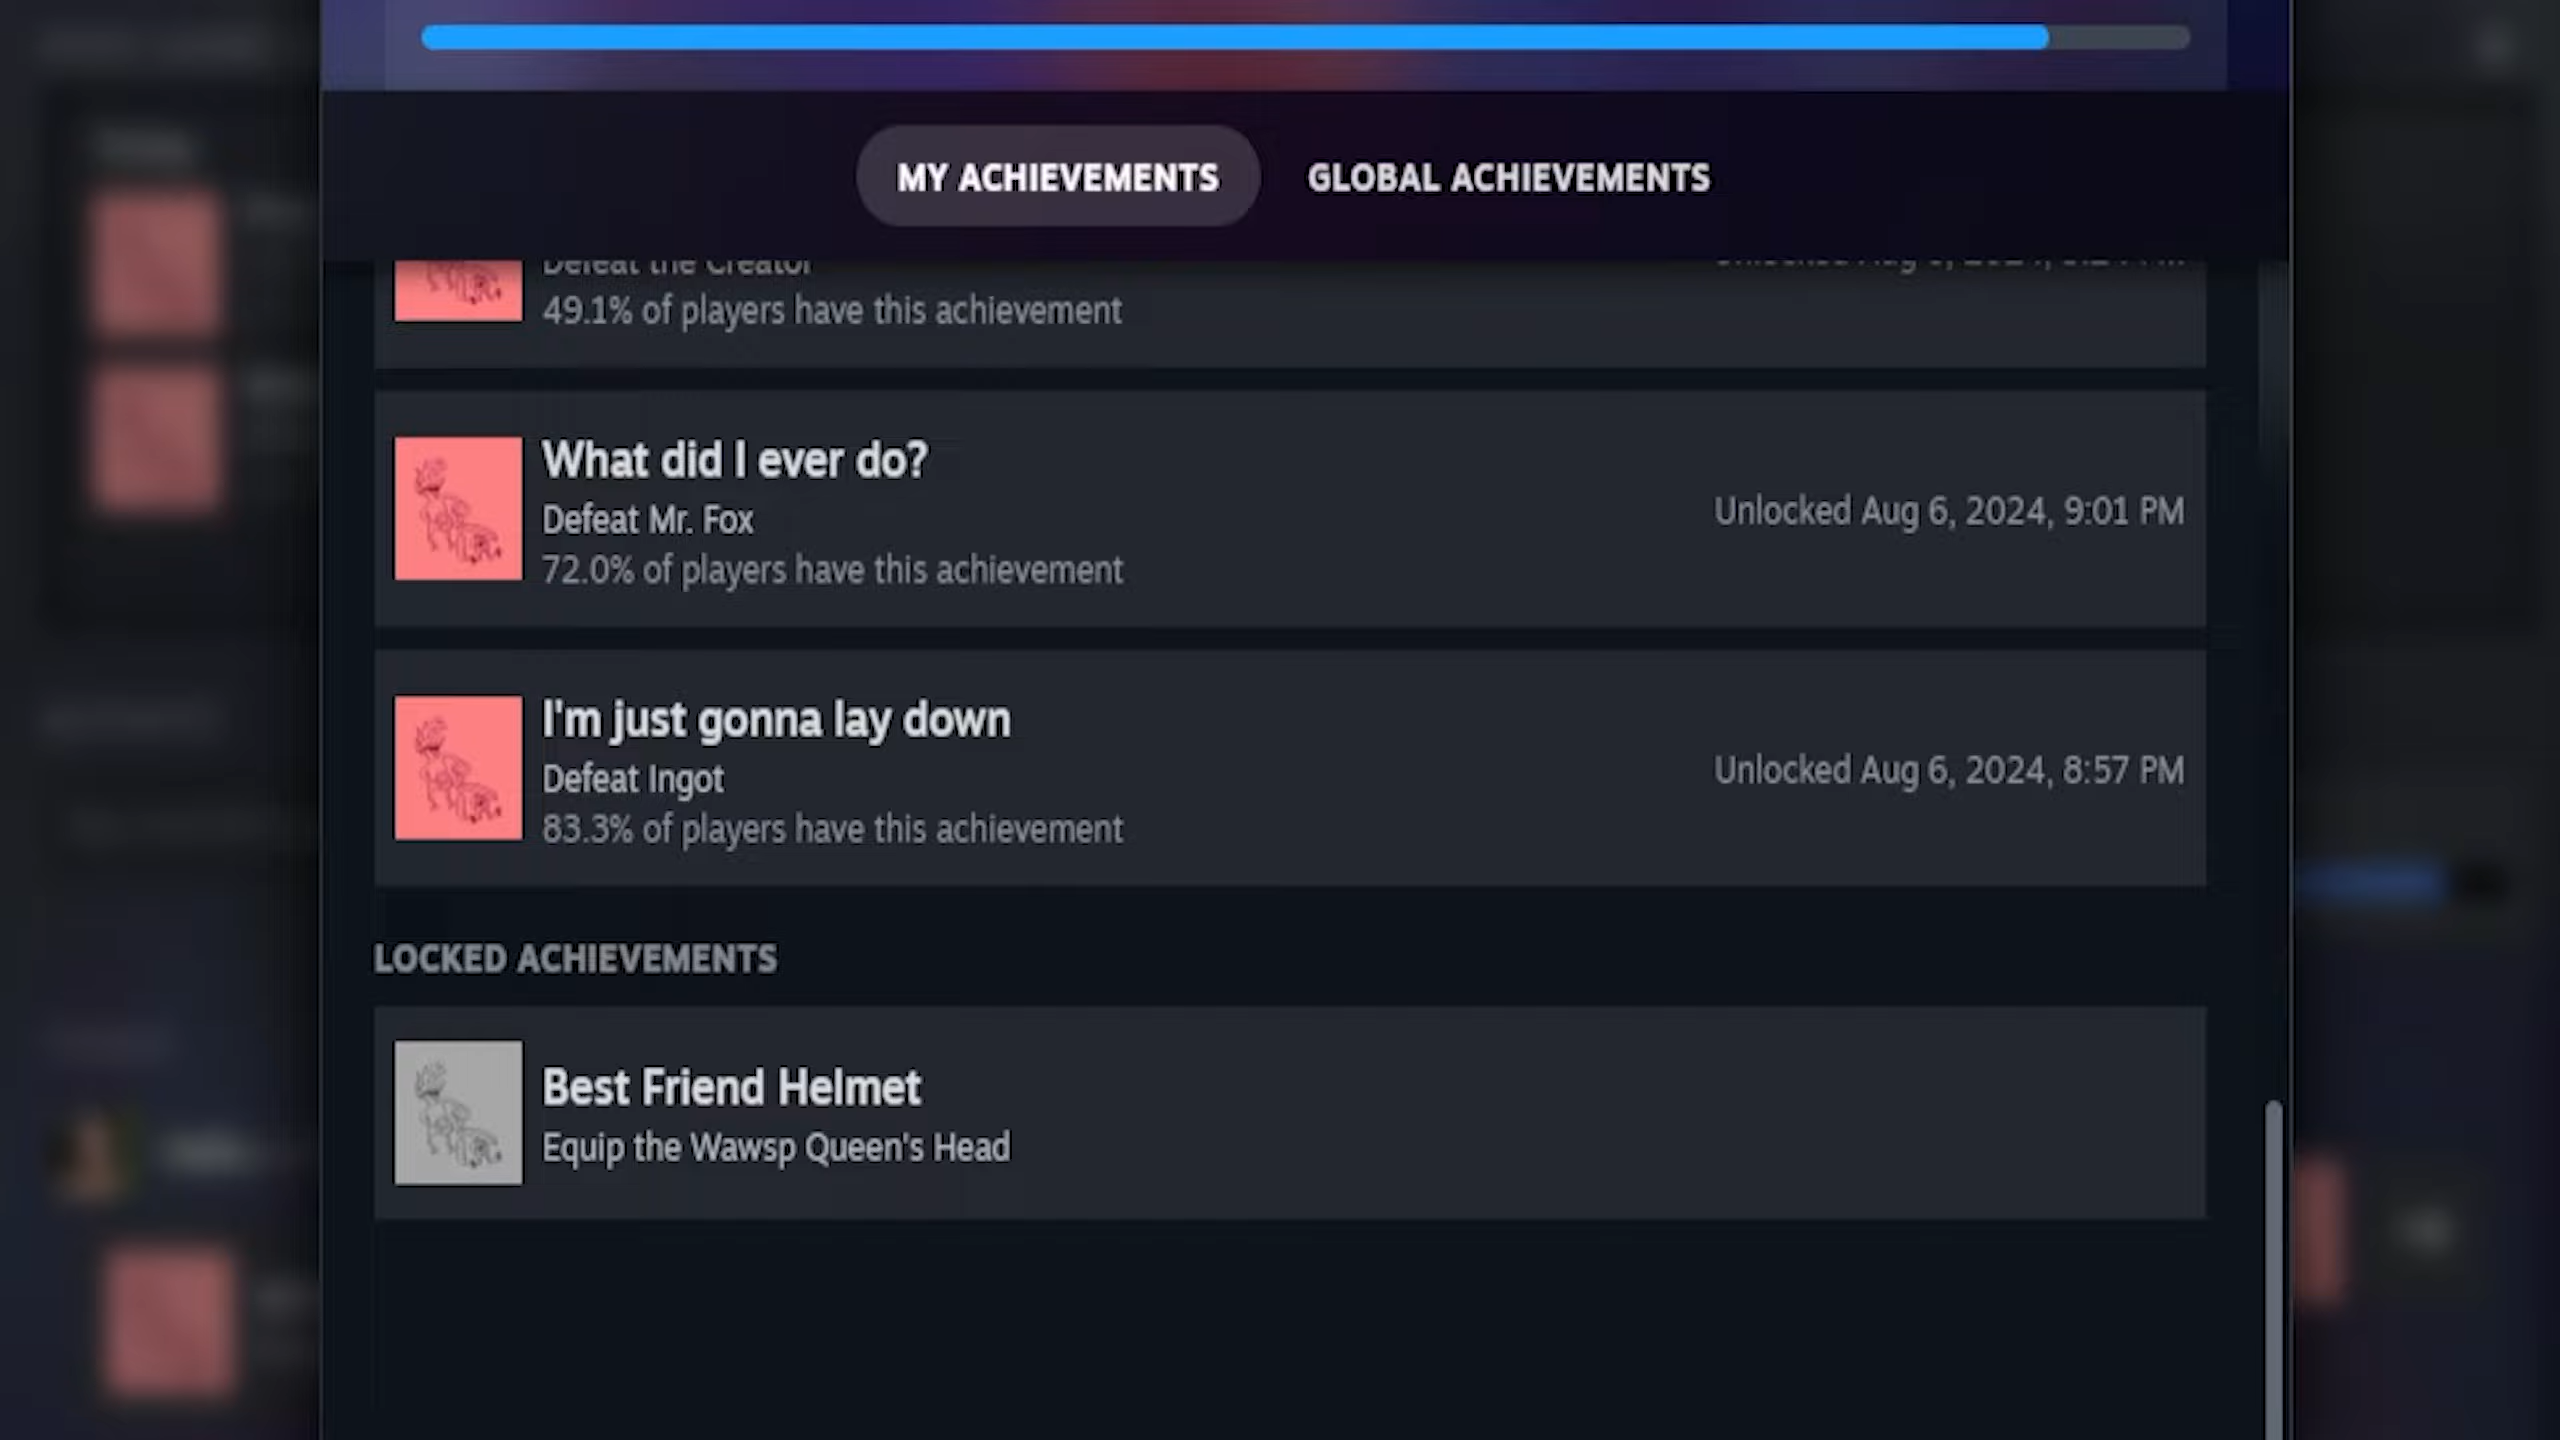 MY ACHIEVEMENTS
GLOBAL ACHIEVEMENTS
Defeat the Creator
49.1% of players have this achievement
What did I ever do?
Defeat Mr. Fox
72.0% of players have this achievement
Unlocked Aug 6, 2024, 9:01 PM
I'm just gonna lay down
Defeat Ingot
83.3% of players have this achievement
Unlocked Aug 6, 2024, 8:57 PM
LOCKED ACHIEVEMENTS
Best Friend Helmet
Equip the Wawsp Queen's Head